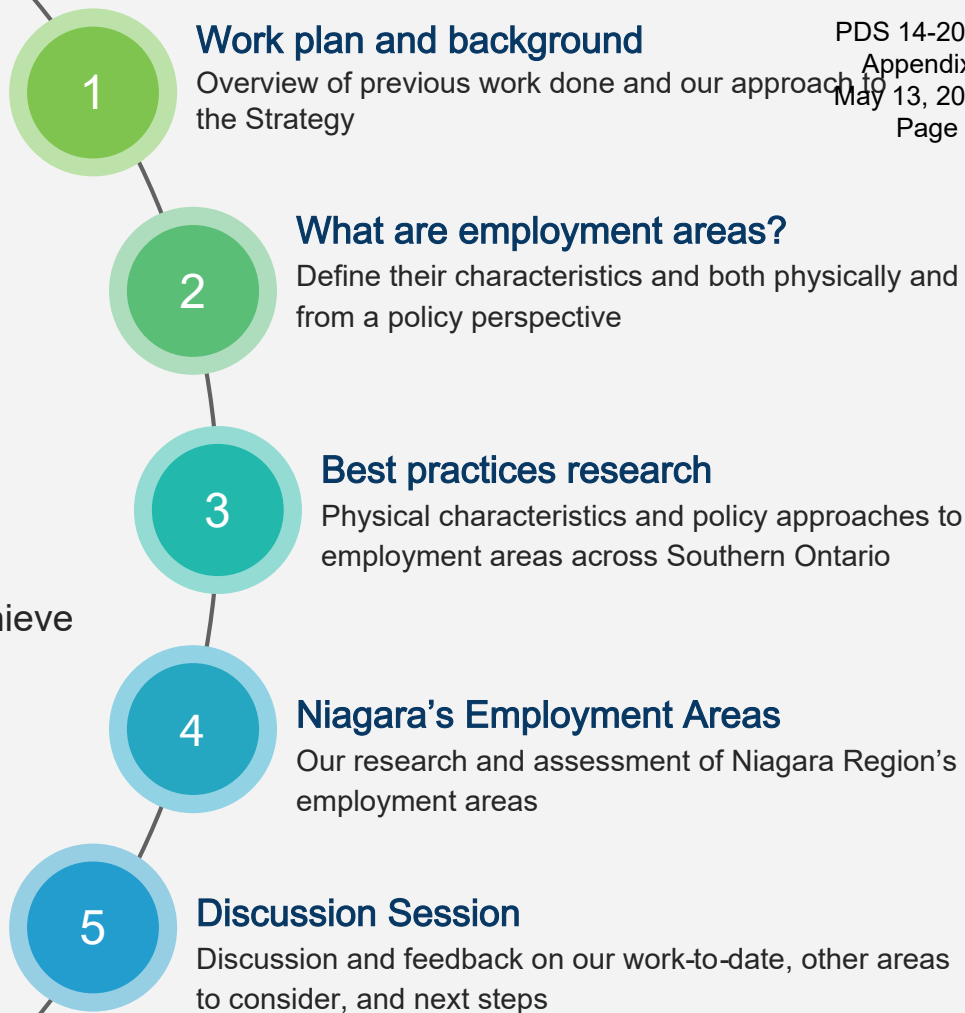 PDS 14-20
Appendix
May 13, 20
Page
1
Work plan and background
Overview of previous work done and our approach to
the Strategy
2
What are employment areas?
Define their characteristics and both physically and
from a policy perspective
3
Best practices research
Physical characteristics and policy approaches to
employment areas across Southern Ontario
ieve
4
Niagara's Employment Areas
Our research and assessment of Niagara Region's
employment areas
5
Discussion Session
Discussion and feedback on our work-to-date, other areas
to consider, and next steps